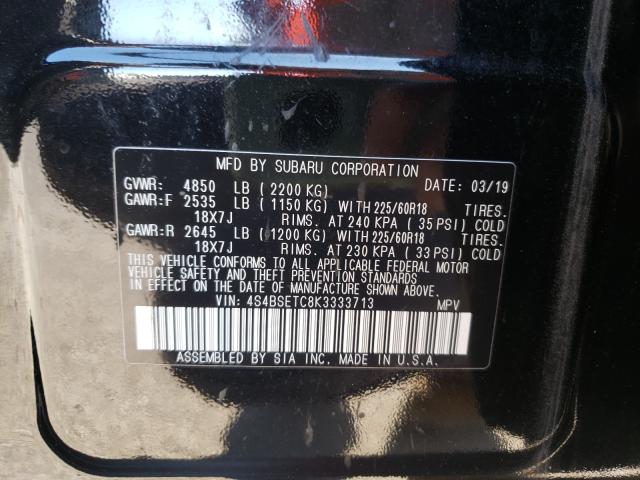 MFD BY SUBARU CORPORATION
GVWR: 4850 LB (2200 KG) DATE: 03/19
GAWR:F 2535 LB (1150 KG) WITH 225/60R18 TIRES.
18X7J RIMS. AT 240 KPA (35 PSI) COLD
GAWR:R 2645 LB (1200 KG) WITH 225/60R18 TIRES.
18X7J RIMS. AT 230 KPA (33 PSI) COLD
THIS VEHICLE CONFORMS TO ALL APPLICABLE FEDERAL MOTOR
VEHICLE SAFETY AND THEFT PREVENTION STANDARDS
IN EFFECT ON THE DATE OF MANUFACTURE SHOWN ABOVE.
VIN: 4S4BSETC8K3333713 MPV
ASSEMBLED BY SIA INC. MADE IN U.S.A.